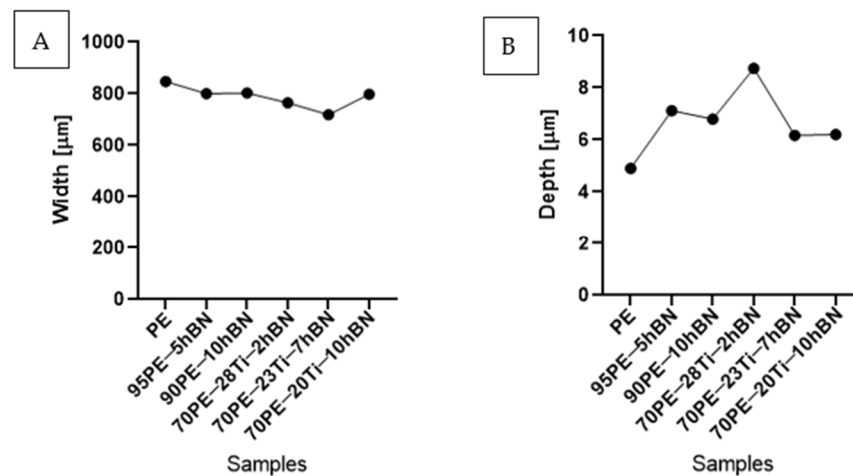 A
Width [μm]
1000
800
600
400
200
0
PE
95PE–5hBN
90PE–10hBN
70PE–28Ti–2hBN
70PE–23Ti–7hBN
70PE–20Ti–10hBN
Samples
B
Depth [μm]
10
8
6
4
2
0
PE
95PE–5hBN
90PE–10hBN
70PE–28Ti–2hBN
70PE–23Ti–7hBN
70PE–20Ti–10hBN
Samples